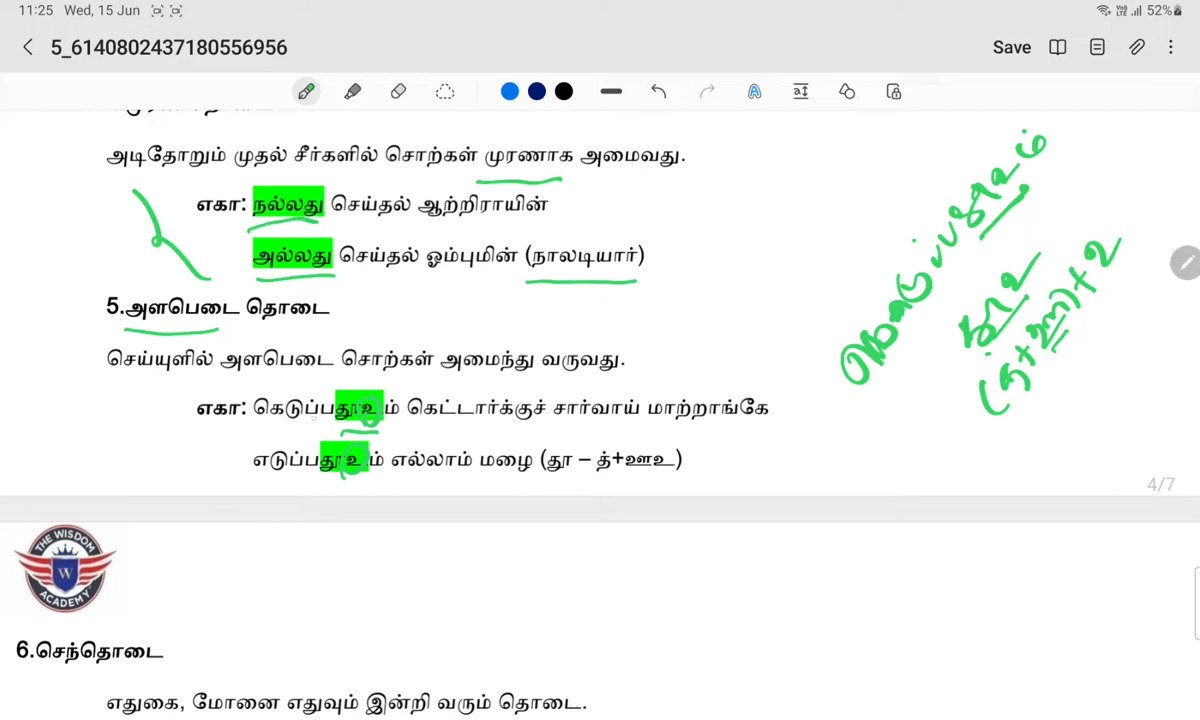 11:25 Wed, 15 Jun
52%
5_6140802437180556956
Save
அடிதோறும் முதல் சீர்களில் சொற்கள் முரணாக அமைவது.
எகா: நல்லது செய்தல் ஆற்றிராயின்
அல்லது செய்தல் ஓம்புமின் (நாலடியார்)
5.அளபெடை தொடை
செய்யுளில் அளபெடை சொற்கள் அமைந்து வருவது.
எகா: கெடுப்பதூஉம் கெட்டார்க்குச் சார்வாய் மாற்றாங்கே
எடுப்பதூஉம் எல்லாம் மழை (தூ – த்+ஊஉ)
தூஉ
(த்+ஊ)+உ
4/7
THE WISDOM
W
ACADEMY
6.செந்தொடை
எதுகை, மோனை எதுவும் இன்றி வரும் தொடை.